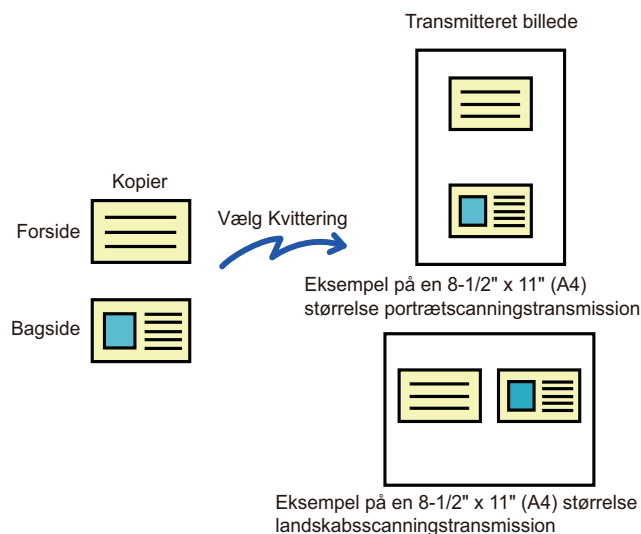 Transmitteret billede
Kopier
Forside
Vælg Kvittering
Bagside
Eksempel på en 8-1/2" x 11" (A4)
størrelse portrætscanningstransmission
Eksempel på en 8-1/2" x 11" (A4) størrelse
landskabsscanningstransmission